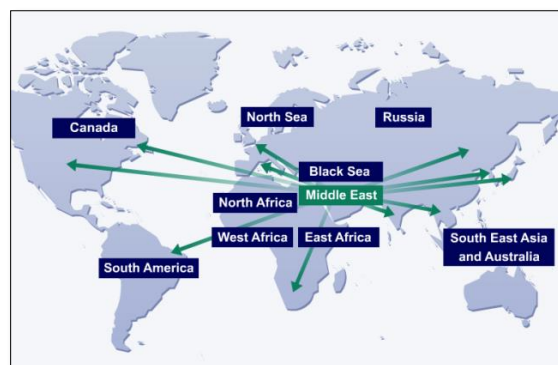 North Sea
Russia
Canada
Black Sea
Middle East
North Africa
West Africa
East Africa
South East Asia
and Australia
South America